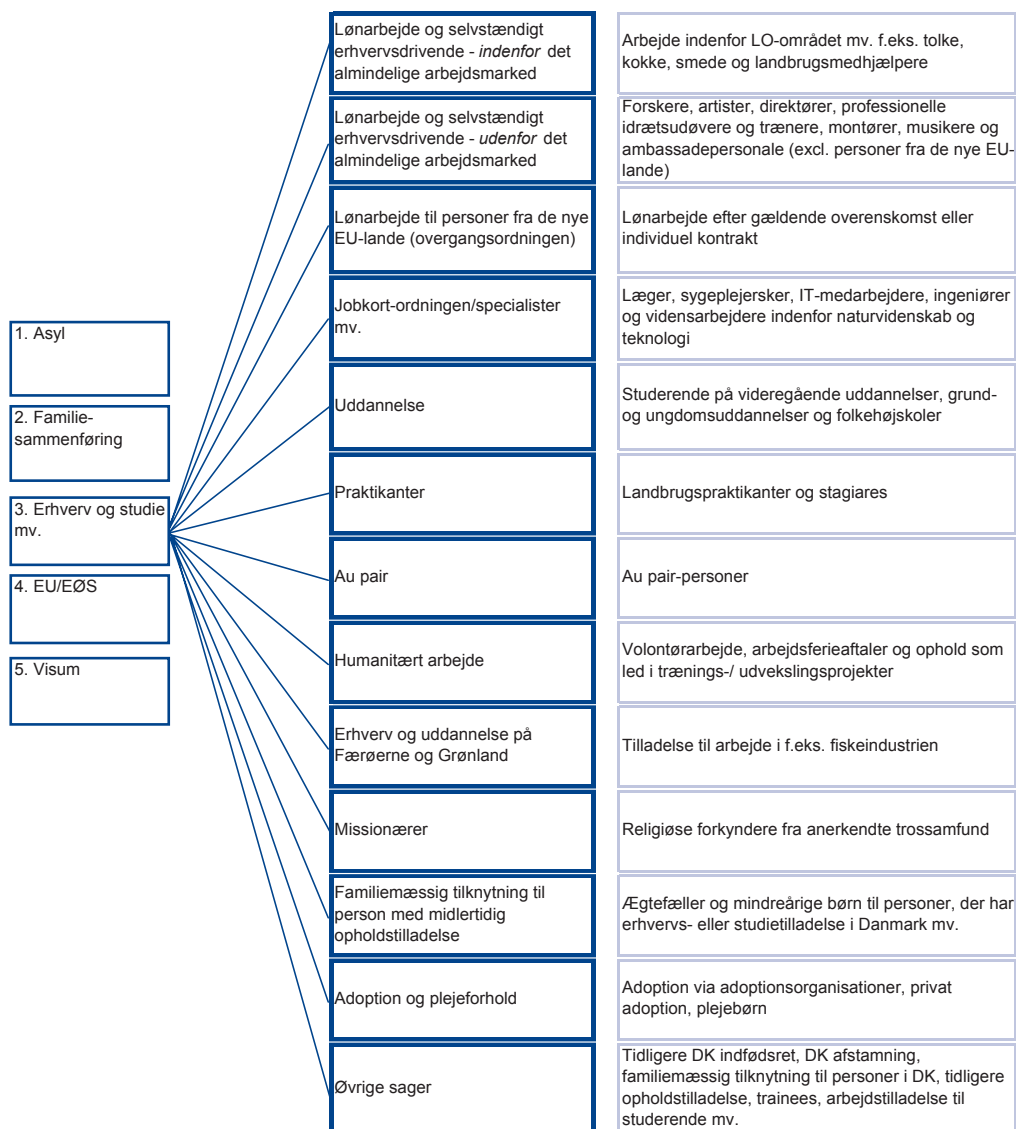 1. Asyl
2. Familie-
sammenføring
3. Erhverv og studie
mv.
4. EU/EØS
5. Visum
Lønarbejde og selvstændigt
erhvervsdrivende - indenfor det
almindelige arbejdsmarked
Arbejde indenfor LO-området mv. f.eks. tolke,
kokke, smede og landbrugsmedhjælpere
Lønarbejde og selvstændigt
erhvervsdrivende - udenfor det
almindelige arbejdsmarked
Forskere, artister, direktører, professionelle
idrætsudøvere og trænere, montører, musikere og
ambassadepersonale (excl. personer fra de nye EU-
lande)
Lønarbejde til personer fra de nye
EU-lande (overgangsordningen)
Lønarbejde efter gældende overenskomst eller
individuel kontrakt
Jobkort-ordningen/specialister
mv.
Læger, sygeplejersker, IT-medarbejdere, ingeniører
og vidensarbejdere indenfor naturvidenskab og
teknologi
Uddannelse
Studerende på videregående uddannelser, grund-
og ungdomsuddannelser og folkehøjskoler
Praktikanter
Landbrugspraktikanter og stagiares
Au pair
Au pair-personer
Humanitært arbejde
Volontørarbejde, arbejdsferieaftaler og ophold som
led i trænings-/ udvekslingsprojekter
Erhverv og uddannelse på
Færøerne og Grønland
Tilladelse til arbejde i f.eks. fiskeindustrien
Missionærer
Religiøse forkyndere fra anerkendte trossamfund
Familiemæssig tilknytning til
person med midlertidig
opholdstilladelse
Ægtefæller og mindreårige børn til personer, der har
erhvervs- eller studietilladelse i Danmark mv.
Adoption og plejeforhold
Adoption via adoptionsorganisationer, privat
adoption, plejebørn
Øvrige sager
Tidligere DK indfødsret, DK afstamning,
familiemæssig tilknytning til personer i DK, tidligere
opholdstilladelse, trainees, arbejdstilladelse til
studerende mv.